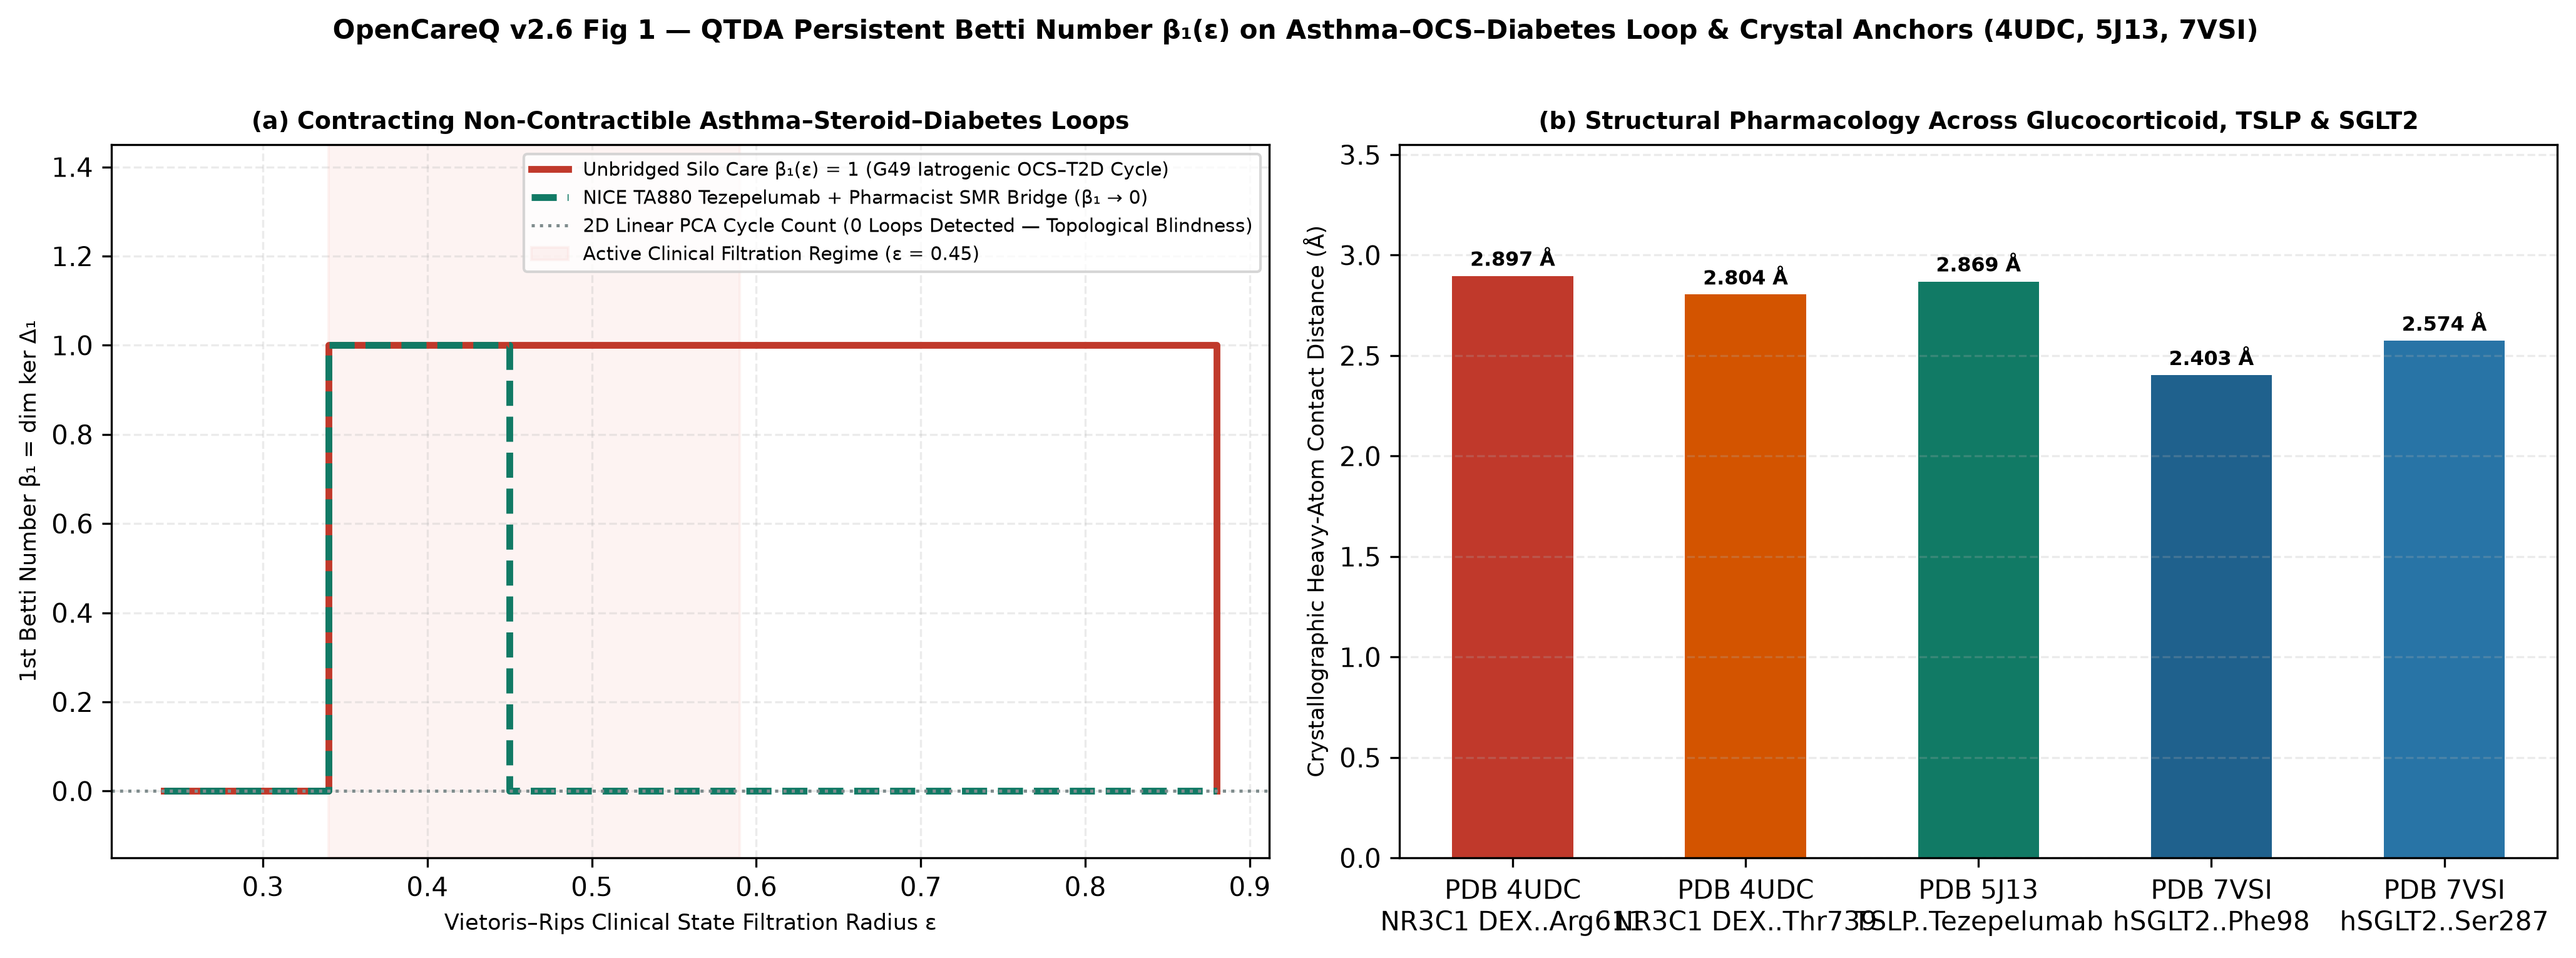 OpenCareQ v2.6 Fig 1 — QTDA Persistent Betti Number β₁(ε) on Asthma–OCS–Diabetes Loop & Crystal Anchors (4UDC, 5J13, 7VSI)
(a) Contracting Non-Contractible Asthma–Steroid–Diabetes Loops
1st Betti Number β₁ = dim ker Δ₁
1.4
1.2
1.0
0.8
0.6
0.4
0.2
0.0
Unbridged Silo Care β₁(ε) = 1 (G49 Iatrogenic OCS–T2D Cycle)
NICE TA880 Tezepelumab + Pharmacist SMR Bridge (β₁ → 0)
2D Linear PCA Cycle Count (0 Loops Detected — Topological Blindness)
Active Clinical Filtration Regime (ε = 0.45)
0.3 0.4 0.5 0.6 0.7 0.8 0.9
Vietoris–Rips Clinical State Filtration Radius ε
(b) Structural Pharmacology Across Glucocorticoid, TSLP & SGLT2
Crystallographic Heavy-Atom Contact Distance (Å)
3.5
3.0
2.5
2.0
1.5
1.0
0.5
0.0
2.897 Å
2.804 Å
2.869 Å
2.403 Å
2.574 Å
PDB 4UDC
NR3C1 DEX..Arg611
PDB 4UDC
NR3C1 DEX..Thr739
PDB 5J13
TSLP..Tezepelumab
PDB 7VSI
hSGLT2..Phe98
PDB 7VSI
hSGLT2..Ser287